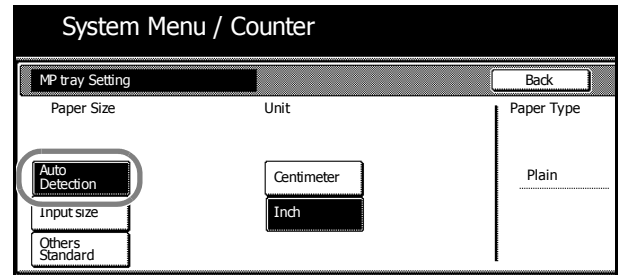 System Menu / Counter
MP tray Setting
Back
Paper Size
Unit
Paper Type
Auto
Detection
Centimeter
Plain
Input size
Inch
Others
Standard